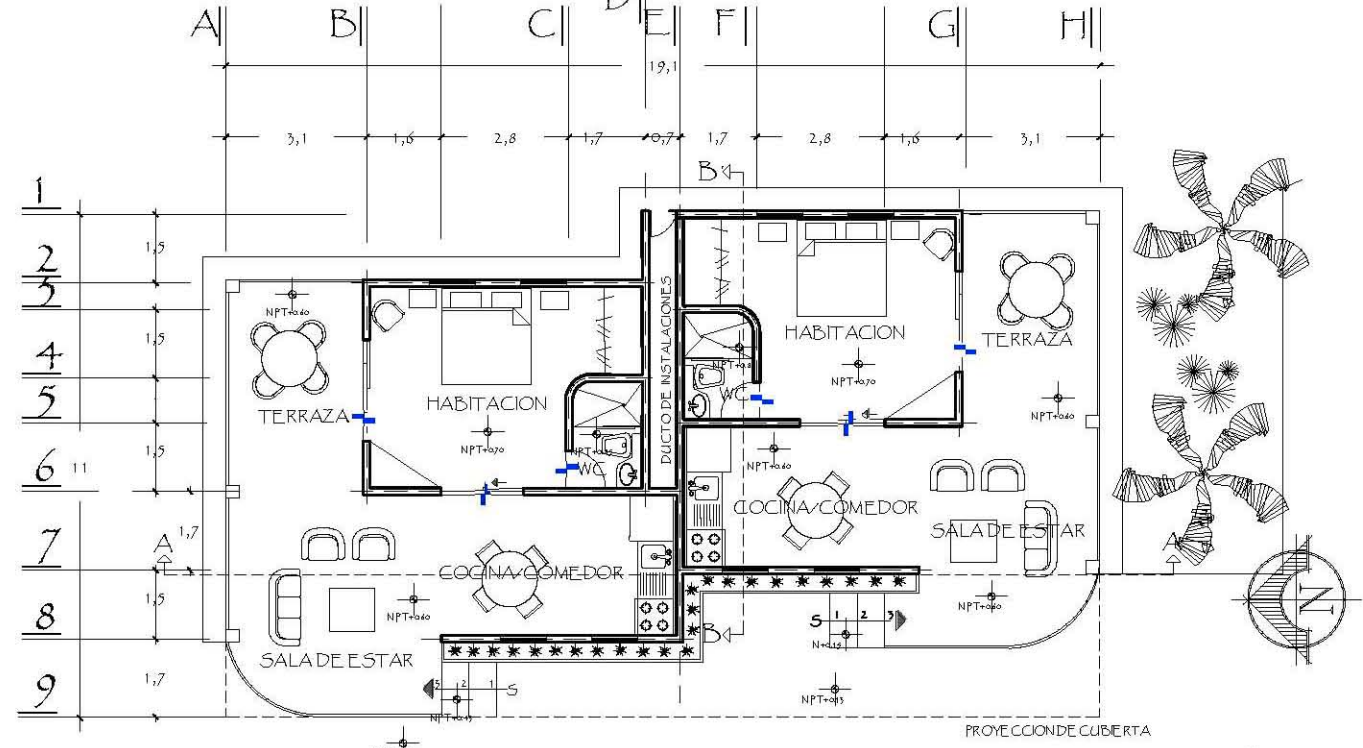 A B C D E F G H
19,1
3,1 1,6 2,8 1,7 0,7 1,7 2,8 1,6 3,1
B
1
1,5
2
3
NPT+0.60
DUCTO DE INSTALACIONES
1,5
4
HABITACION
TERRAZA
NPT+0.70
WC
5
TERRAZA
HABITACION
NPT+0.60
1,5
NPT+0.70
6
11
WC
NPT+0.60
COCINA/COMEDOR
SALA DE ESTAR
7
A
1,7
A
COCINA/COMEDOR
N
1,5
NPT+0.60
NPT+0.60
8
S 1 2 3
B
SALA DE ESTAR
9
1,7
3 2 1 S
PROYECCION DE CUBIERTA